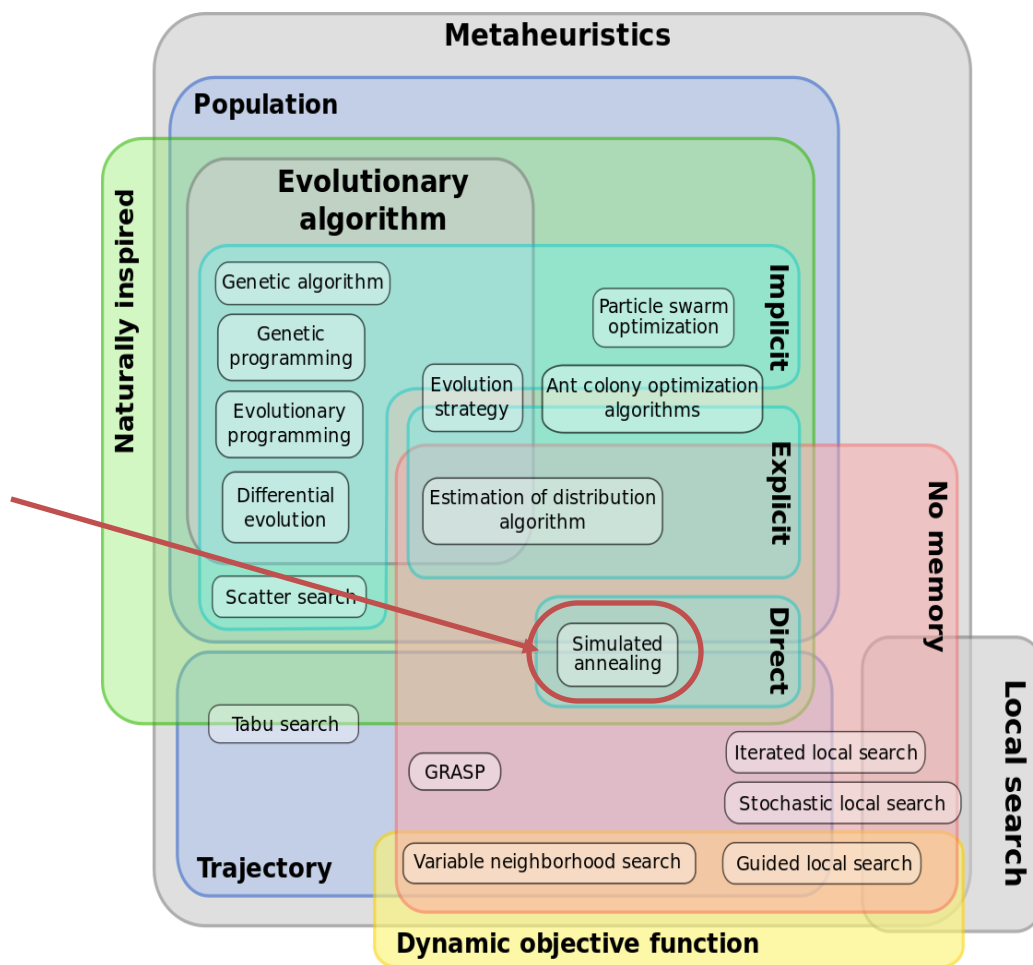 Metaheuristics
Population
Naturally inspired
Evolutionary
algorithm
Implicit
Genetic algorithm
Particle swarm
optimization
Genetic
programming
Evolution
strategy
Ant colony optimization
algorithms
Evolutionary
programming
Explicit
Differential
evolution
Estimation of distribution
algorithm
No memory
Scatter search
Direct
Simulated
annealing
Local search
Tabu search
GRASP
Iterated local search
Stochastic local search
Trajectory
Variable neighborhood search
Guided local search
Dynamic objective function